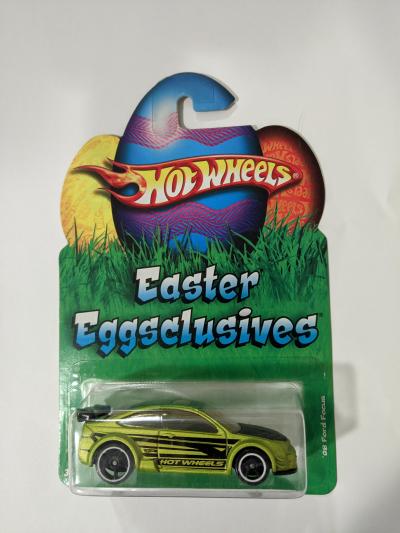 HOT WHEELS®
Easter
Eggsclusives
'08 Ford Focus
HOT WHEELS